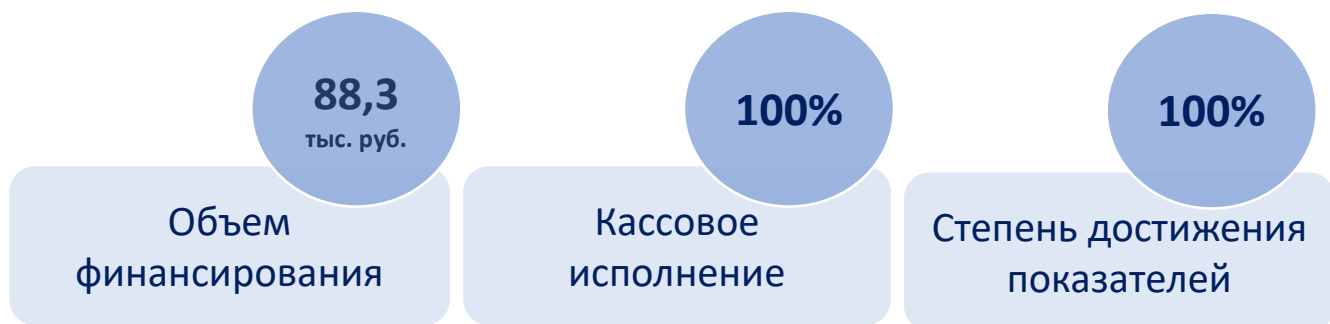 88,3
тыс. руб.
Объем
финансирования
100%
Кассовое
исполнение
100%
Степень достижения
показателей